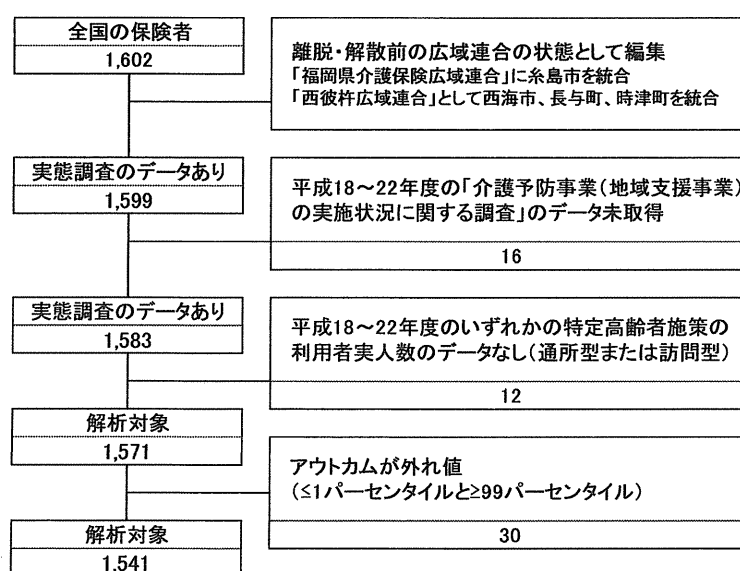 全国の保険者
1,602
離脱・解散前の広域連合の状態として編集
「福岡県介護保険広域連合」に糸島市を統合
「西彼杵広域連合」として西海市、長与町、時津町を統合
実態調査のデータあり
1,599
平成18～22年度の「介護予防事業(地域支援事業)
の実施状況に関する調査」のデータ未取得
16
実態調査のデータあり
1,583
平成18～22年度のいずれかの特定高齢者施策の
利用者実人数のデータなし(通所型または訪問型)
12
解析対象
1,571
アウトカムが外れ値
(≤1パーセンタイルと≥99パーセンタイル)
30
解析対象
1,541